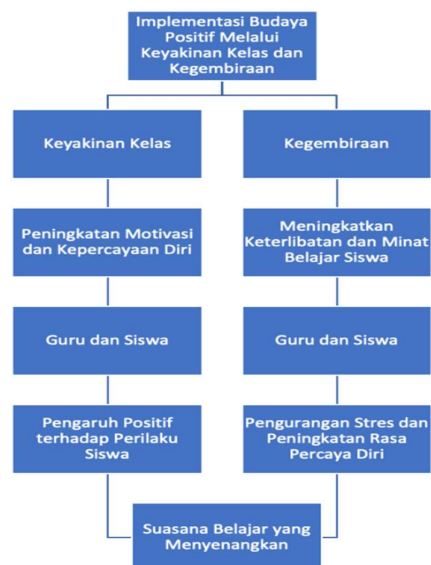 Implementasi Budaya
Positif Melalui
Keyakinan Kelas dan
Kegembiraan
Keyakinan Kelas
Kegembiraan
Peningkatan Motivasi
dan Kepercayaan Diri
Meningkatkan
Keterlibatan dan Minat
Belajar Siswa
Guru dan Siswa
Guru dan Siswa
Pengaruh Positif
terhadap Perilaku
Siswa
Pengurangan Stres dan
Peningkatan Rasa
Percaya Diri
Suasana Belajar yang
Menyenangkan